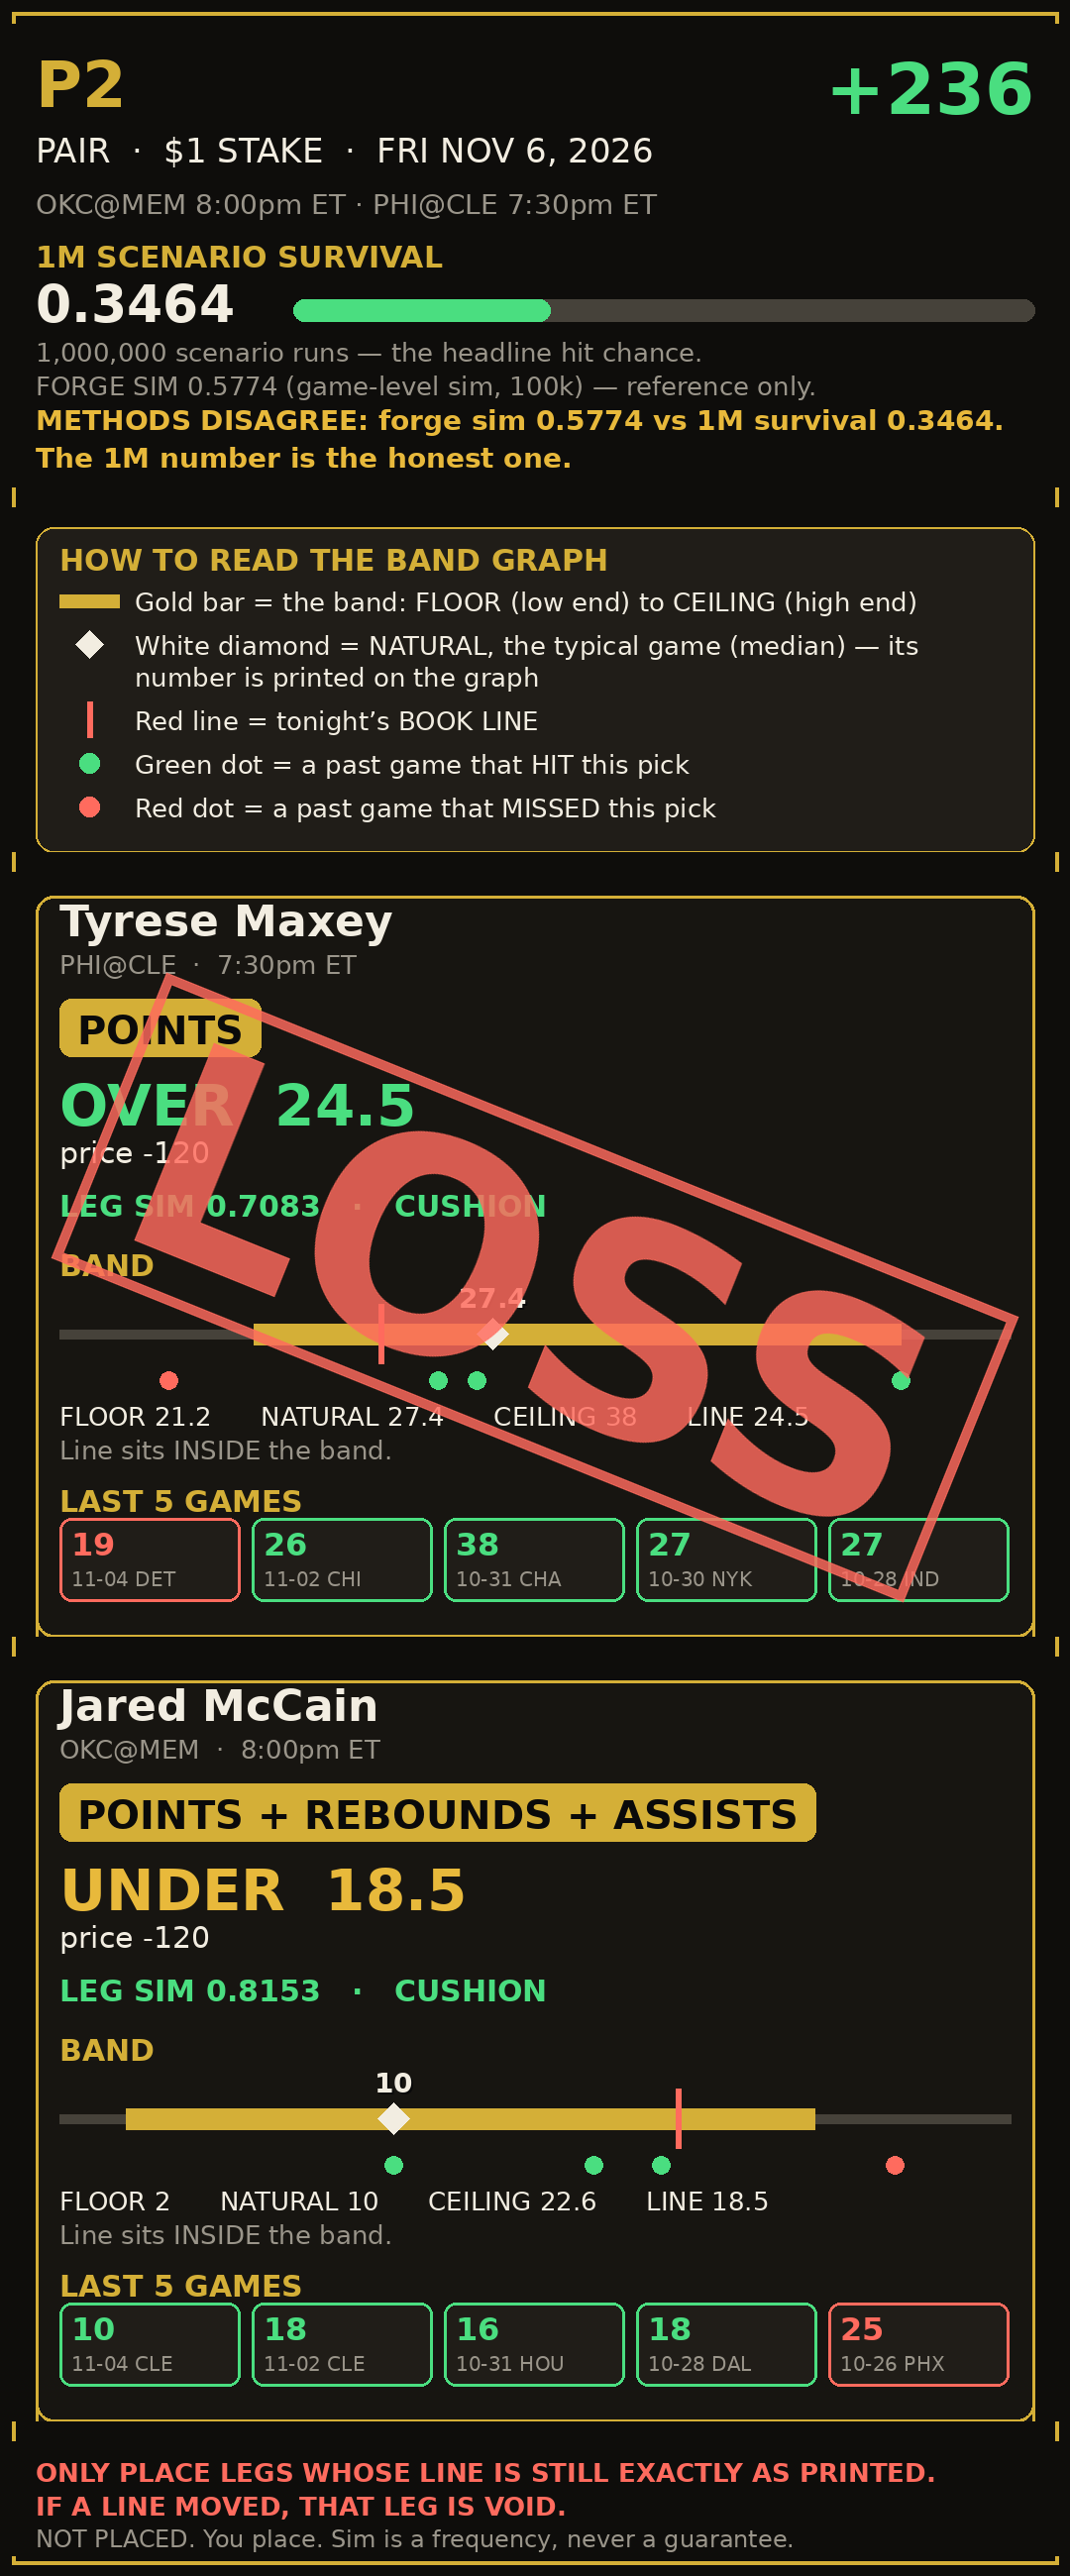 P2
+236
PAIR · $1 STAKE · FRI NOV 6, 2026
OKC@MEM 8:00pm ET · PHI@CLE 7:30pm ET
1M SCENARIO SURVIVAL
0.3464
1,000,000 scenario runs — the headline hit chance.
FORGE SIM 0.5774 (game-level sim, 100k) — reference only.
METHODS DISAGREE: forge sim 0.5774 vs 1M survival 0.3464.
The 1M number is the honest one.
HOW TO READ THE BAND GRAPH
Gold bar = the band: FLOOR (low end) to CEILING (high end)
White diamond = NATURAL, the typical game (median) — its
number is printed on the graph
Red line = tonight’s BOOK LINE
Green dot = a past game that HIT this pick
Red dot = a past game that MISSED this pick
Tyrese Maxey
PHI@CLE · 7:30pm ET
POINTS
OVER 24.5
price -120
LEG SIM 0.7083 · CUSHION
BAND
27.4
LOSS
FLOOR 21.2 NATURAL 27.4 CEILING 38 LINE 24.5
Line sits INSIDE the band.
LAST 5 GAMES
19 26 38 27 27
11-04 DET 11-02 CHI 10-31 CHA 10-30 NYK 10-28 IND
Jared McCain
OKC@MEM · 8:00pm ET
POINTS + REBOUNDS + ASSISTS
UNDER 18.5
price -120
LEG SIM 0.8153 · CUSHION
BAND
10
FLOOR 2 NATURAL 10 CEILING 22.6 LINE 18.5
Line sits INSIDE the band.
LAST 5 GAMES
10 18 16 18 25
11-04 CLE 11-02 CLE 10-31 HOU 10-28 DAL 10-26 PHX
ONLY PLACE LEGS WHOSE LINE IS STILL EXACTLY AS PRINTED.
IF A LINE MOVED, THAT LEG IS VOID.
NOT PLACED. You place. Sim is a frequency, never a guarantee.